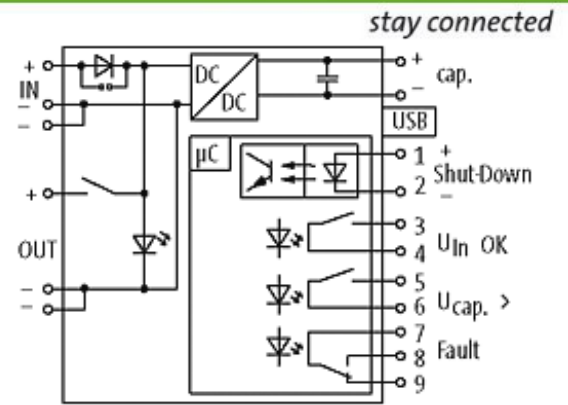 stay connected
+
IN
−
−
+
OUT
−
−
DC
DC
+
cap.
−
USB
µC
1 +
Shut-Down
2 −
3
UIn OK
4
5
Ucap. >
6
7
8 Fault
9